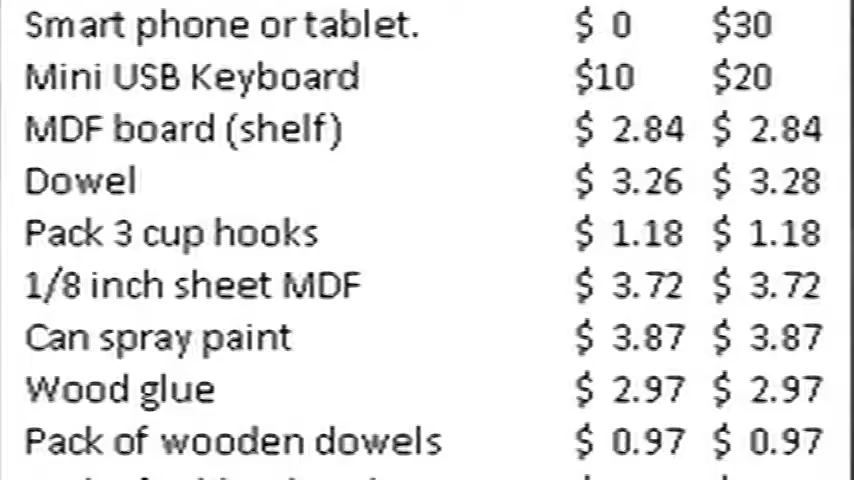 Smart phone or tablet. $ 0 $30
Mini USB Keyboard $10 $20
MDF board (shelf) $ 2.84 $ 2.84
Dowel $ 3.26 $ 3.28
Pack 3 cup hooks $ 1.18 $ 1.18
1/8 inch sheet MDF $ 3.72 $ 3.72
Can spray paint $ 3.87 $ 3.87
Wood glue $ 2.97 $ 2.97
Pack of wooden dowels $ 0.97 $ 0.97